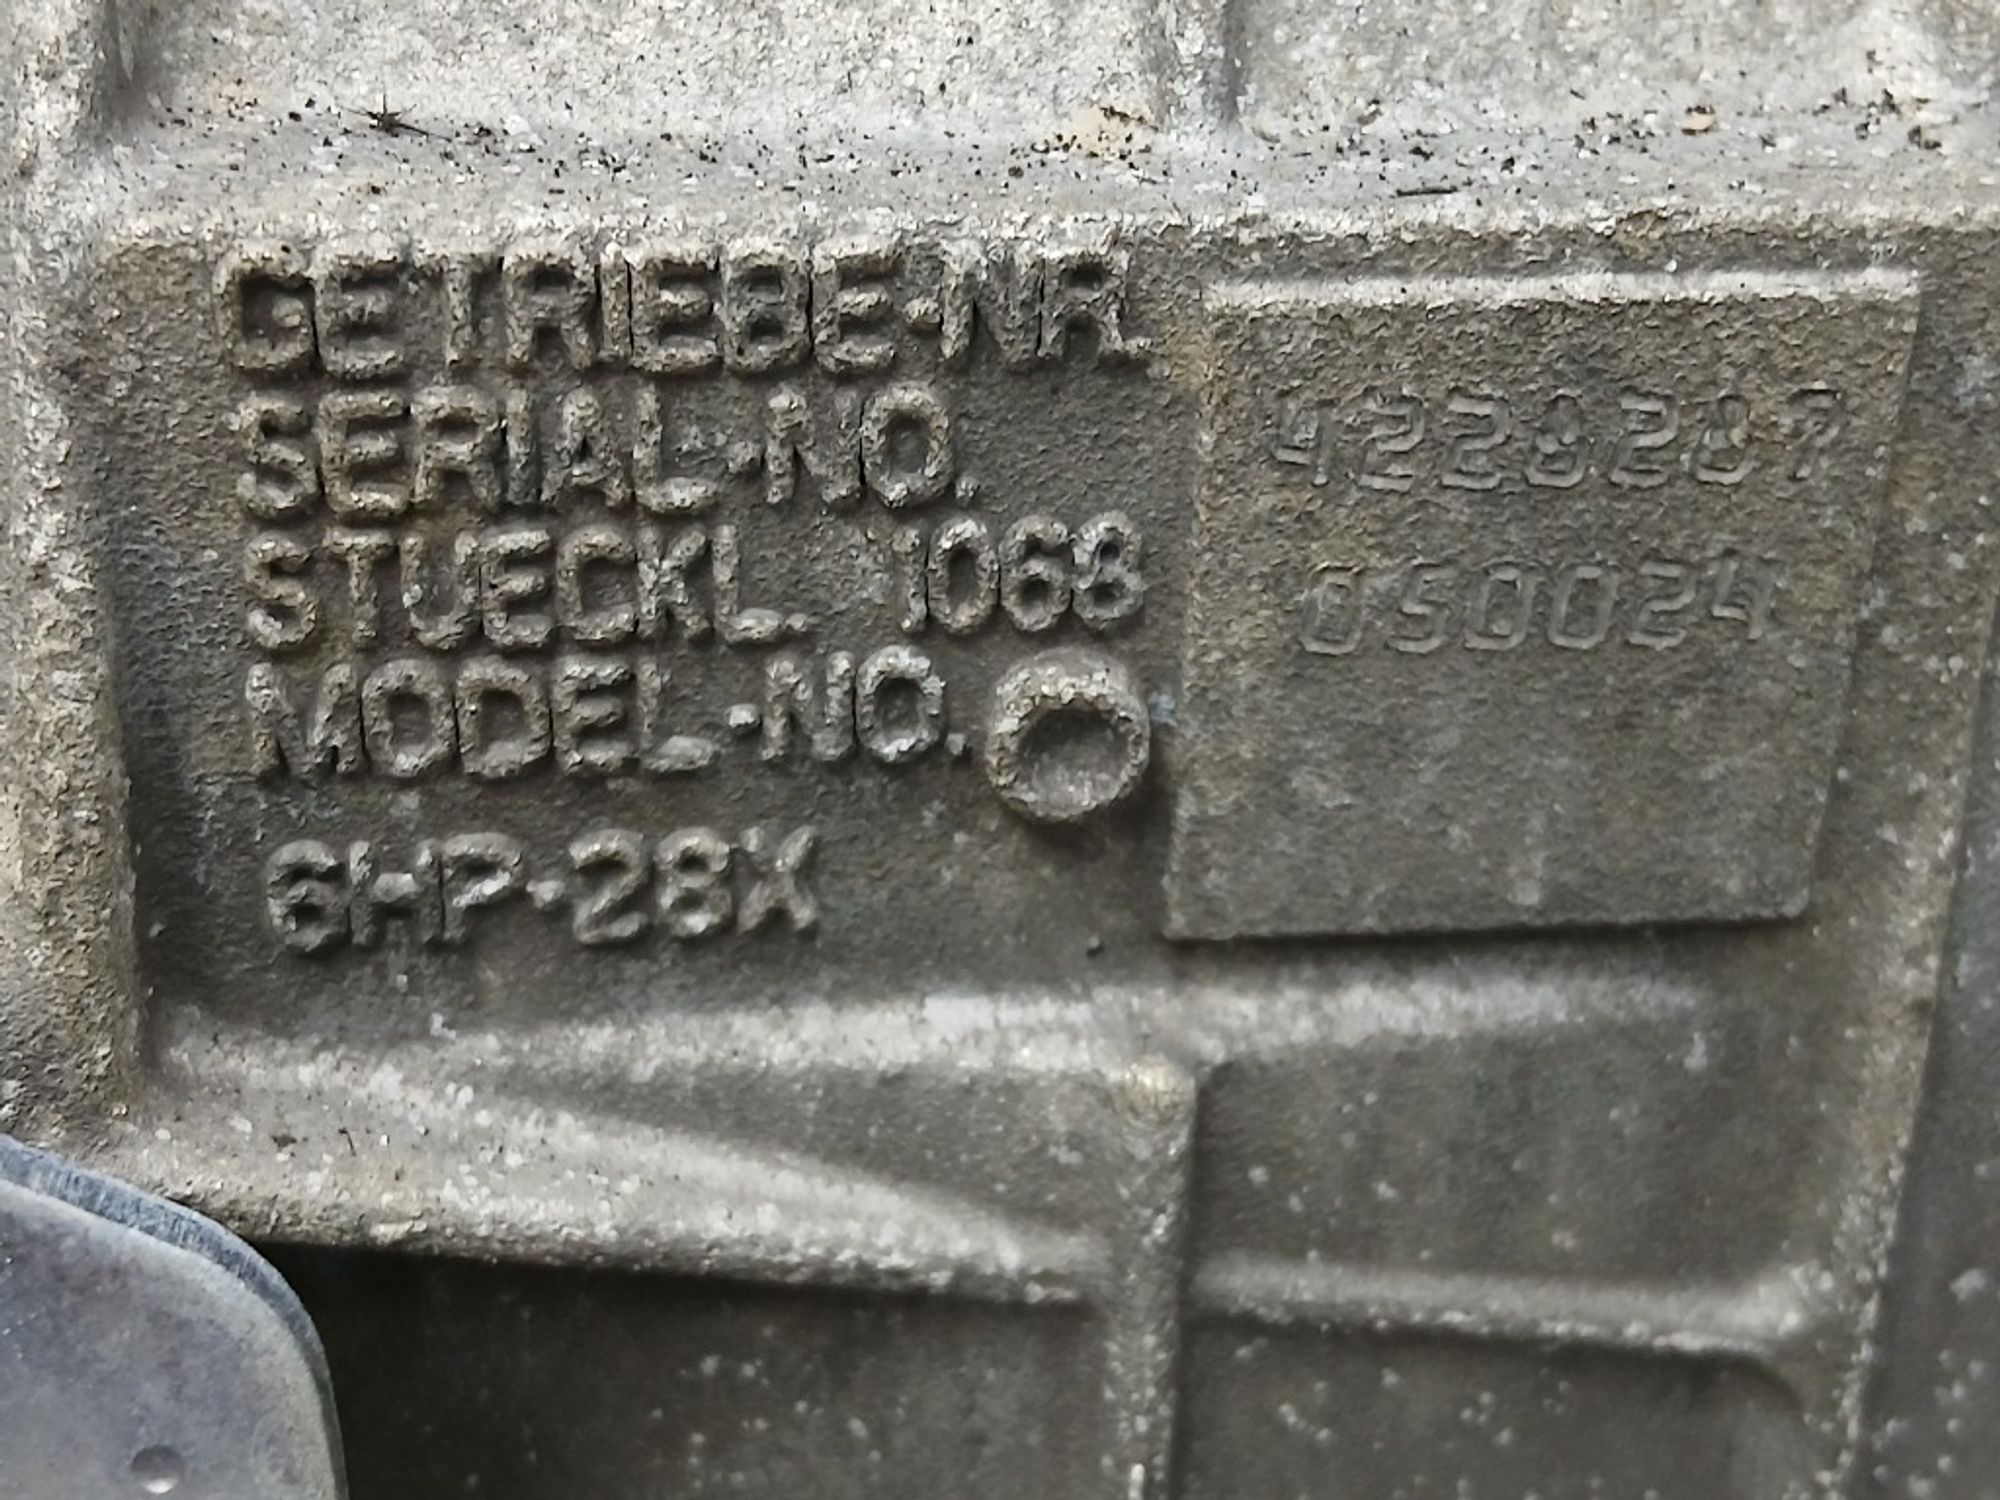 GETRIEBE-NR.
SERIAL-NO.
4228287
STUECKL. 1068
050024
MODEL-NO.
6HP-28X